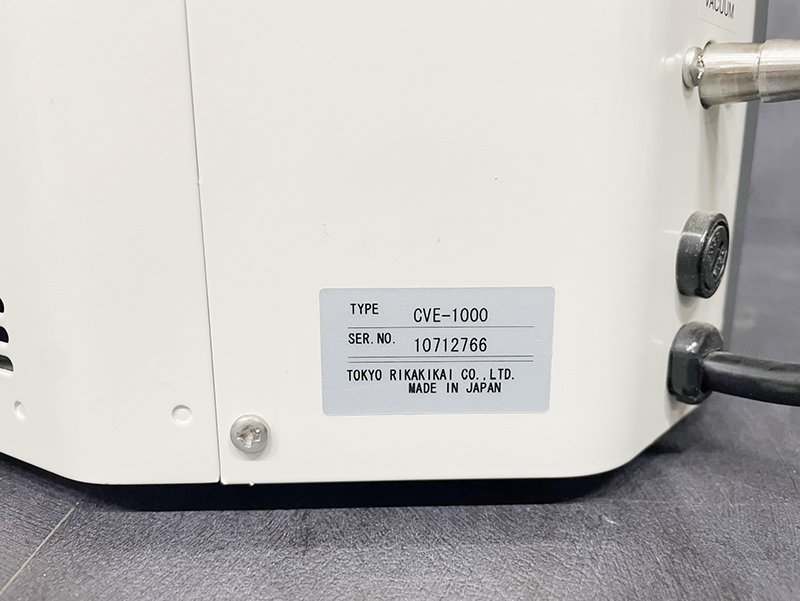 VACUUM
TYPE CVE-1000
SER.NO. 10712766
TOKYO RIKAKIKAI CO.,LTD.
MADE IN JAPAN